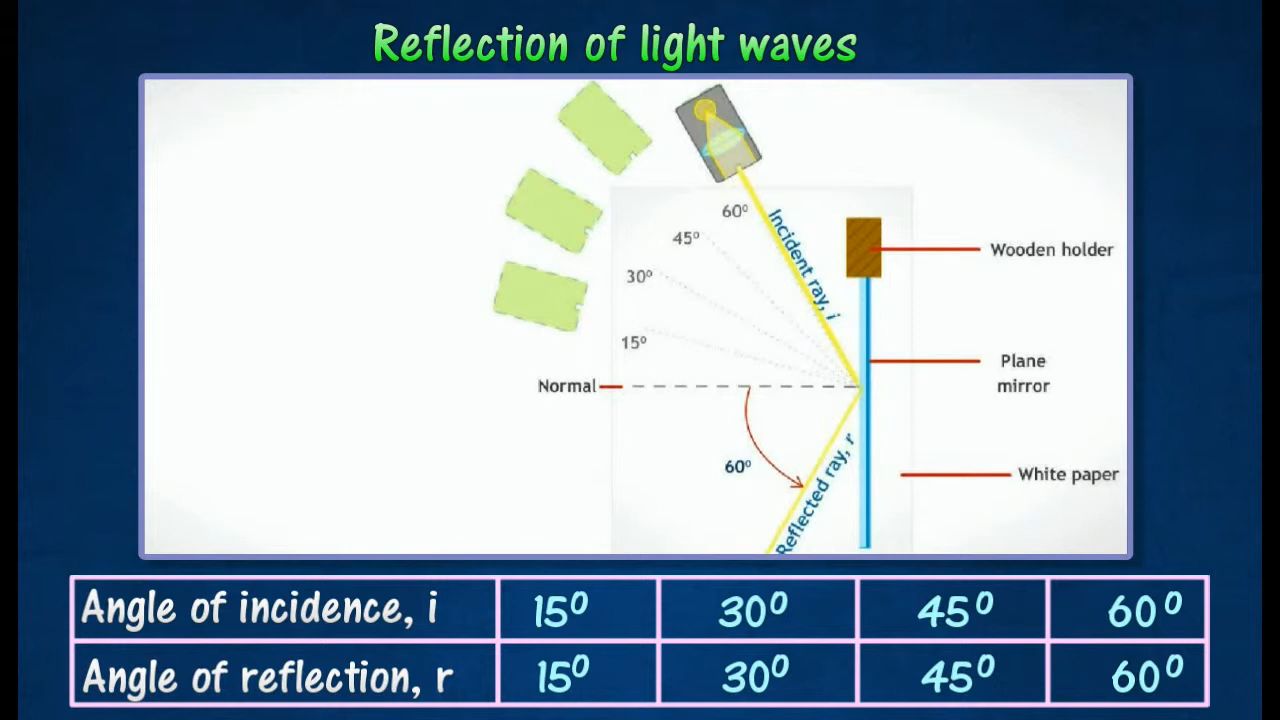 Reflection of light waves
60⁰
Incident ray, i
45⁰
Wooden holder
30⁰
15⁰
Plane
mirror
Normal
60⁰
Reflected ray, r
White paper
Angle of incidence, i 15⁰ 30⁰ 45⁰ 60⁰
Angle of reflection, r 15⁰ 30⁰ 45⁰ 60⁰